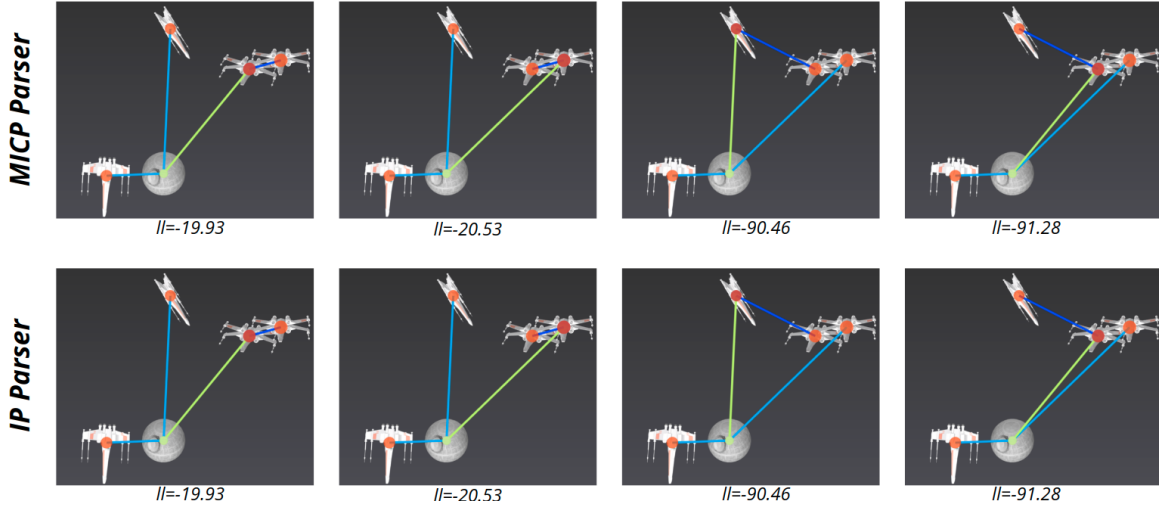 MICP Parser
ll=-19.93
ll=-20.53
ll=-90.46
ll=-91.28
IP Parser
ll=-19.93
ll=-20.53
ll=-90.46
ll=-91.28